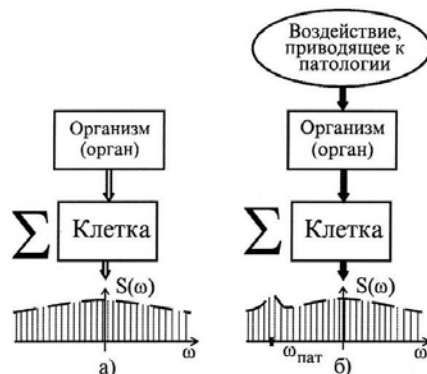 Воздействие,
приводящее к
патологии
Организм
(орган)
Организм
(орган)
∑ Клетка
∑ Клетка
S(ω)
ω
а)
S(ω)
ω
ωпат
б)